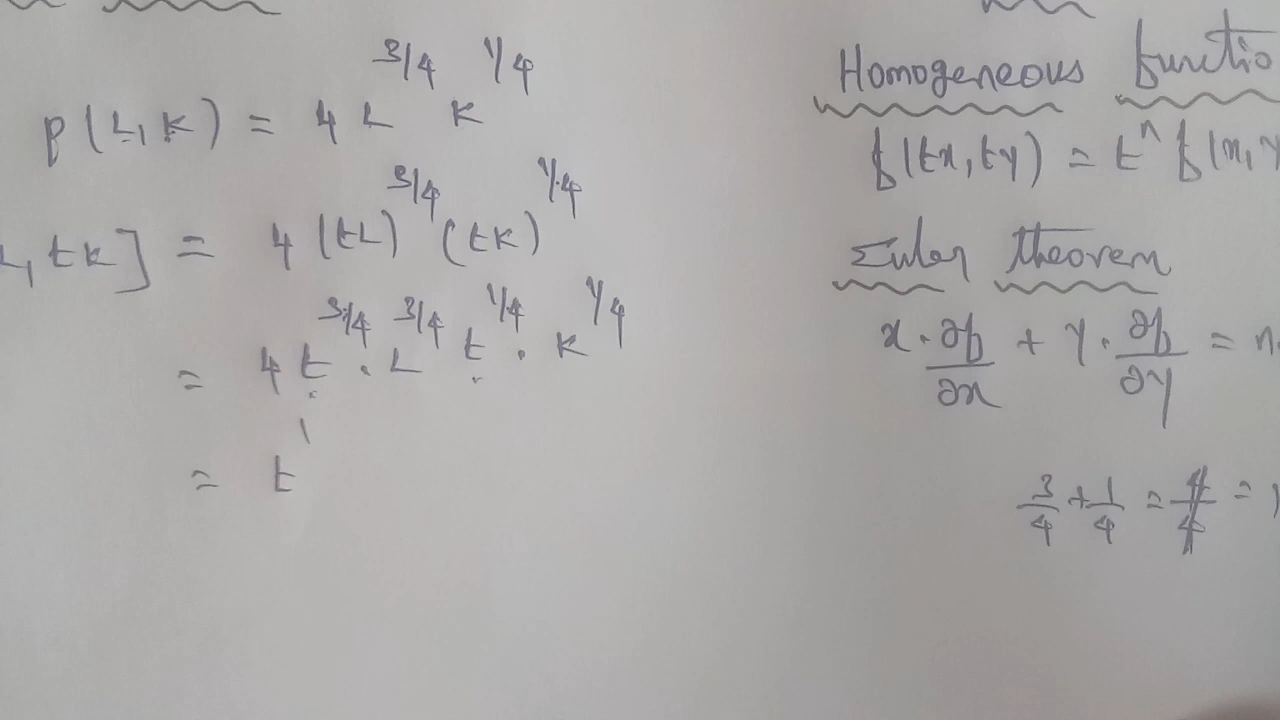 P(L,K) = 4 L^{3/4} K^{1/4}
L, tK] = 4 (tL)^{3/4} (tK)^{1/4}
= 4 t^{3/4} . L^{3/4} t^{1/4} . K^{1/4}
= t^1
Homogeneous functio
f(tx, ty) = t^n f(x, y
Euler theorem
x . ∂f/∂x + y . ∂f/∂y = n.
3/4 + 1/4 = 4/4 = 1